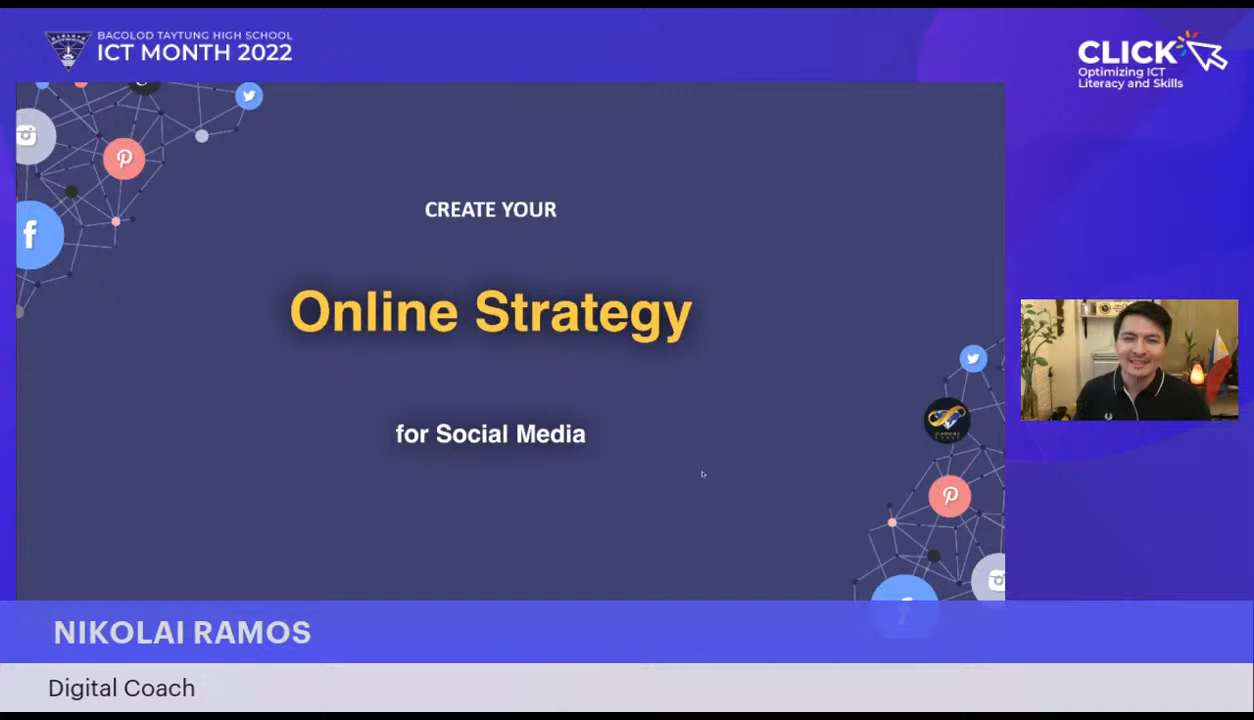 BACOLOD TAYTUNG HIGH SCHOOL
ICT MONTH 2022
CLICK
Optimizing ICT
Literacy and Skills
CREATE YOUR
Online Strategy
for Social Media
NIKOLAI RAMOS
Digital Coach